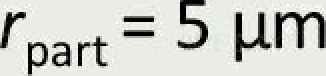 r_part = 5 μm